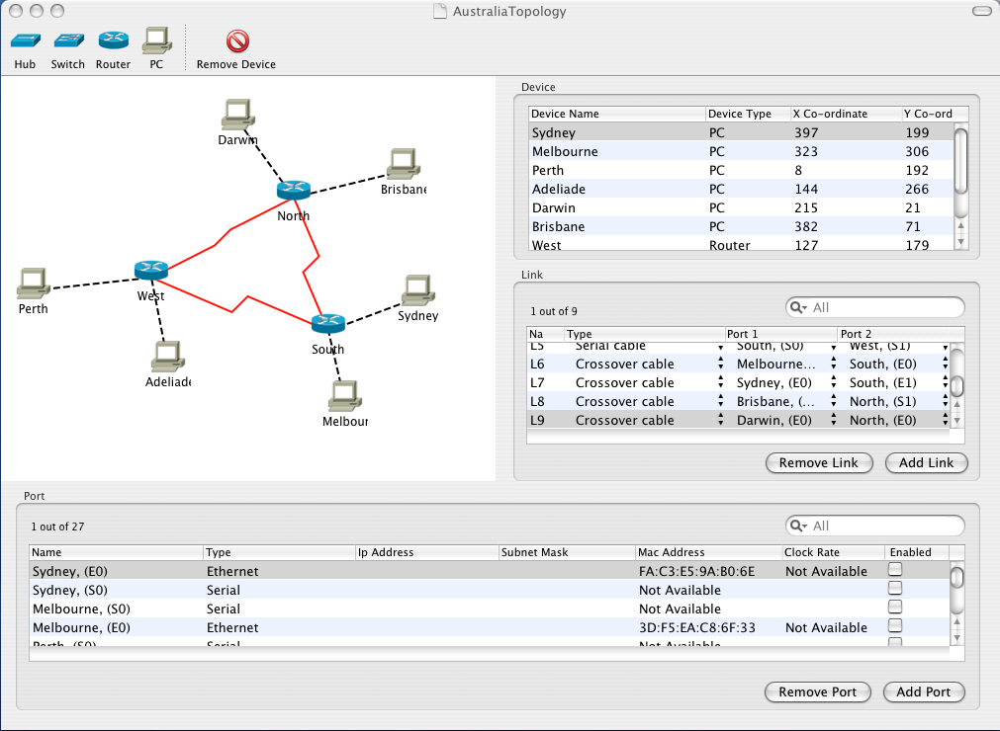 AustraliaTopology
Hub Switch Router PC Remove Device
Darwin
Brisbane
North
West
Perth
Sydney
South
Adeliade
Melbour
Device
Device Name Device Type X Co-ordinate Y Co-ord
Sydney PC 397 199
Melbourne PC 323 306
Perth PC 8 192
Adeliade PC 144 266
Darwin PC 215 21
Brisbane PC 382 71
West Router 127 179
Link
1 out of 9 All
Na Type Port 1 Port 2
L5 Serial cable South, (S0) West, (S1)
L6 Crossover cable Melbourne... South, (E0)
L7 Crossover cable Sydney, (E0) South, (E1)
L8 Crossover cable Brisbane, (... North, (S1)
L9 Crossover cable Darwin, (E0) North, (E0)
Remove Link Add Link
Port
1 out of 27 All
Name Type Ip Address Subnet Mask Mac Address Clock Rate Enabled
Sydney, (E0) Ethernet FA:C3:E5:9A:B0:6E Not Available
Sydney, (S0) Serial Not Available
Melbourne, (S0) Serial Not Available
Melbourne, (E0) Ethernet 3D:F5:EA:C8:6F:33 Not Available
Perth, (S0) Serial Not Available
Remove Port Add Port